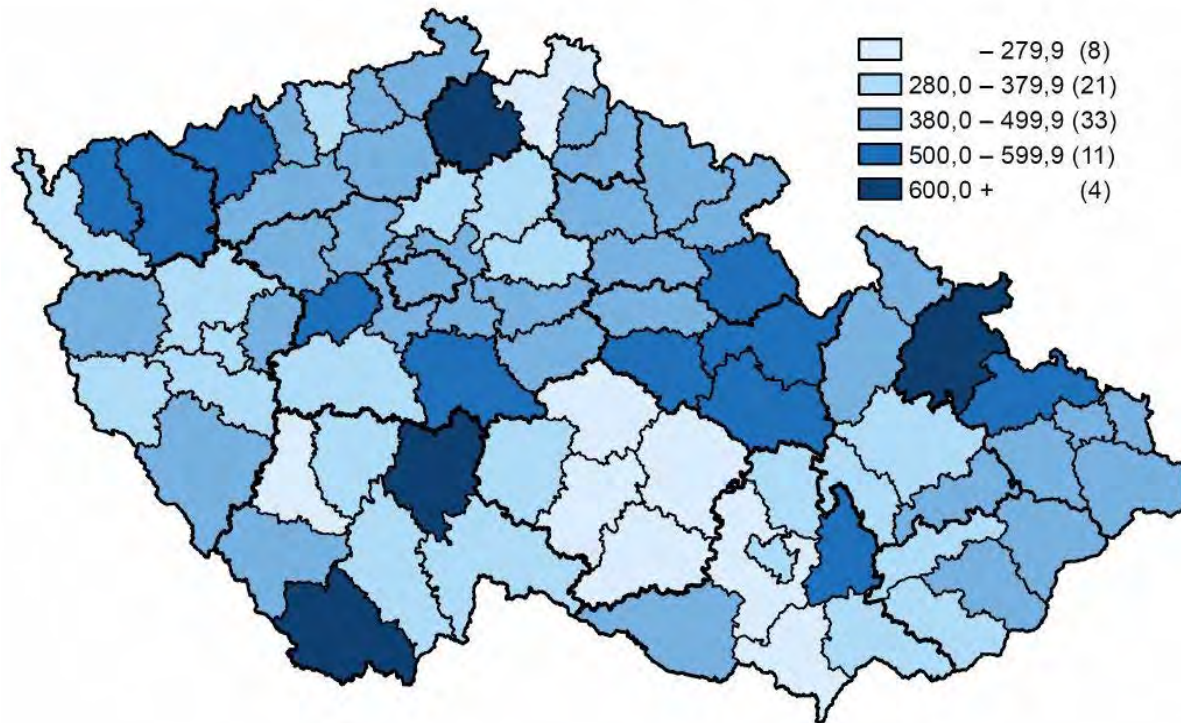 – 279,9 (8)
280,0 – 379,9 (21)
380,0 – 499,9 (33)
500,0 – 599,9 (11)
600,0 + (4)